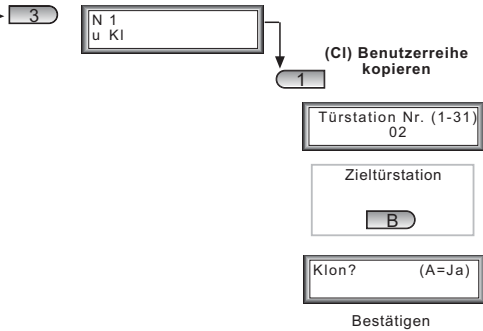 3
N 1
u Kl
(Cl) Benutzerreihe
kopieren
1
Türstation Nr. (1-31)
02
Zieltürstation
B
Klon? (A=Ja)
Bestätigen